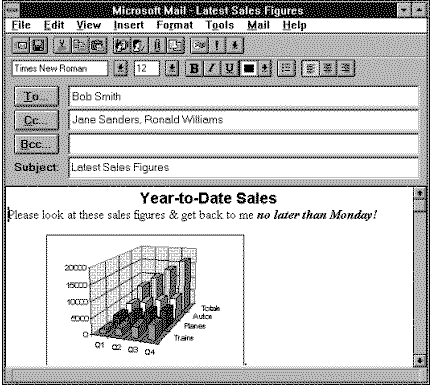 Microsoft Mail - Latest Sales Figures
File Edit View Insert Format Tools Mail Help
Times New Roman 12 B I U
To... Bob Smith
Cc... Jane Sanders, Ronald Williams
Bcc...
Subject: Latest Sales Figures
Year-to-Date Sales
Please look at these sales figures & get back to me no later than Monday!
20000
15000
10000
5000
0
Q1 Q2 Q3 Q4
Totals
Autos
Planes
Trains